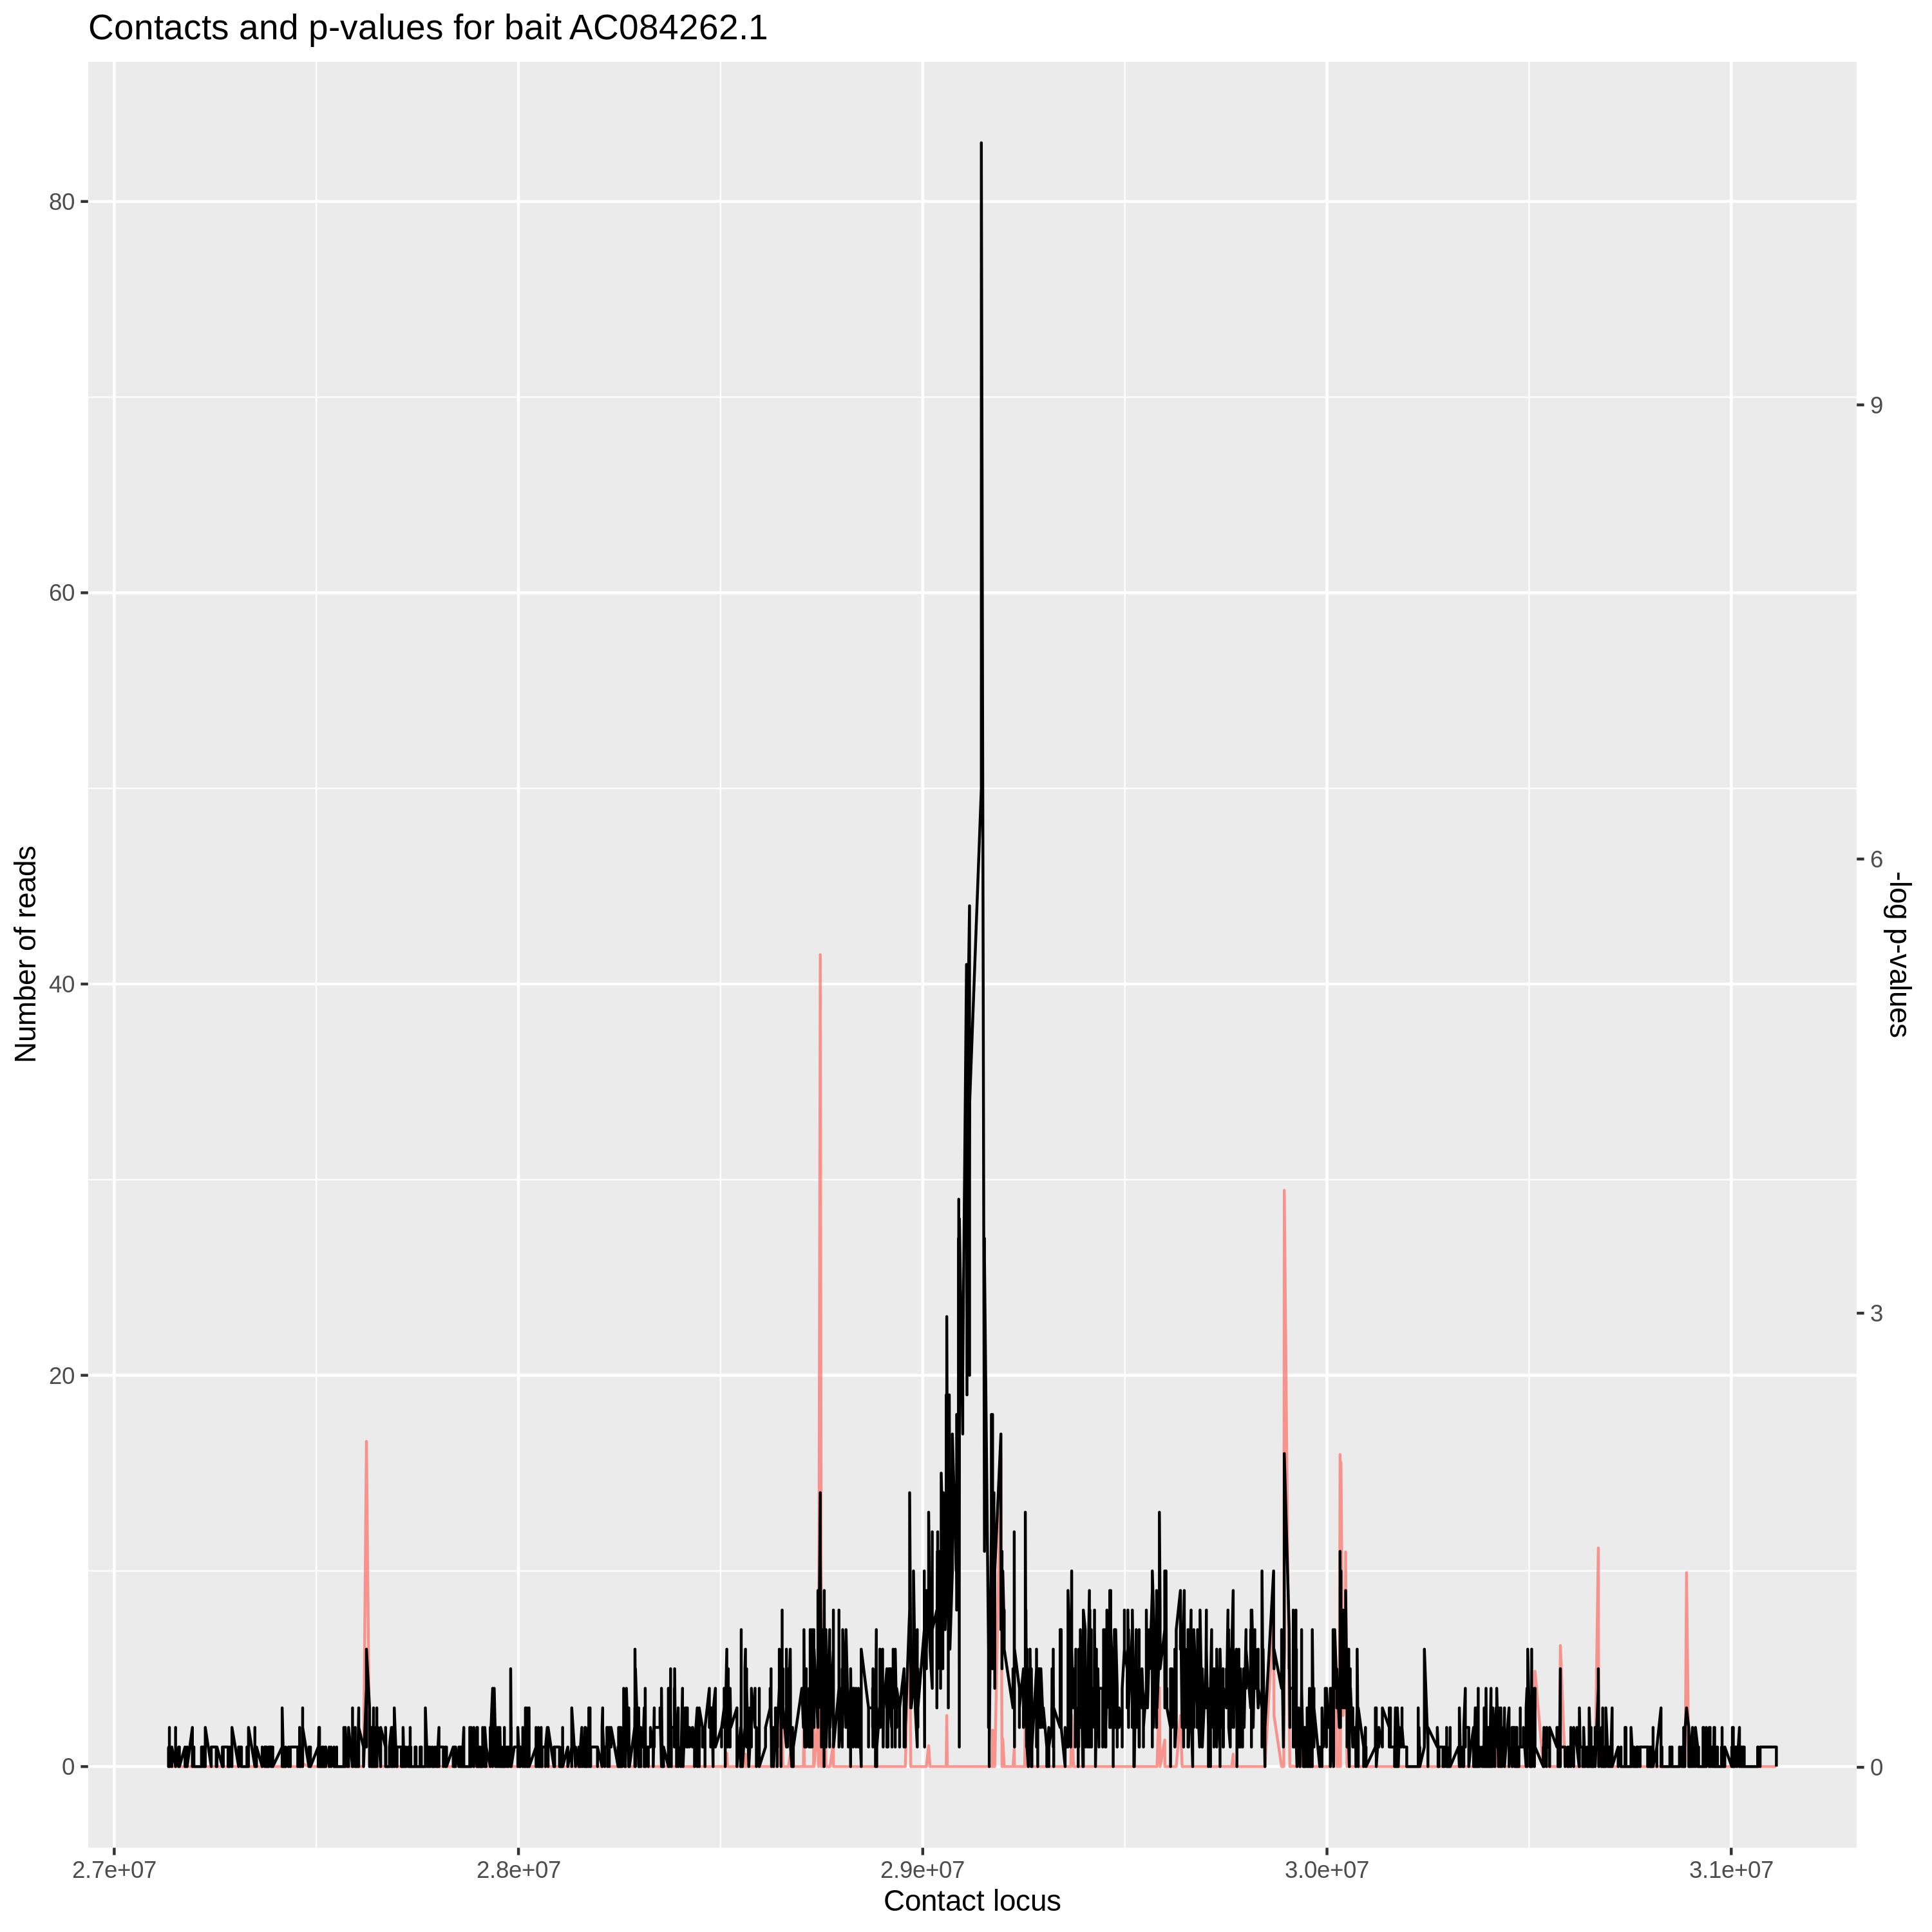 Contacts and p-values for bait AC084262.1
80
60
40
20
0
Number of reads
9
6
3
0
-log p-values
2.7e+07 2.8e+07 2.9e+07 3.0e+07 3.1e+07
Contact locus